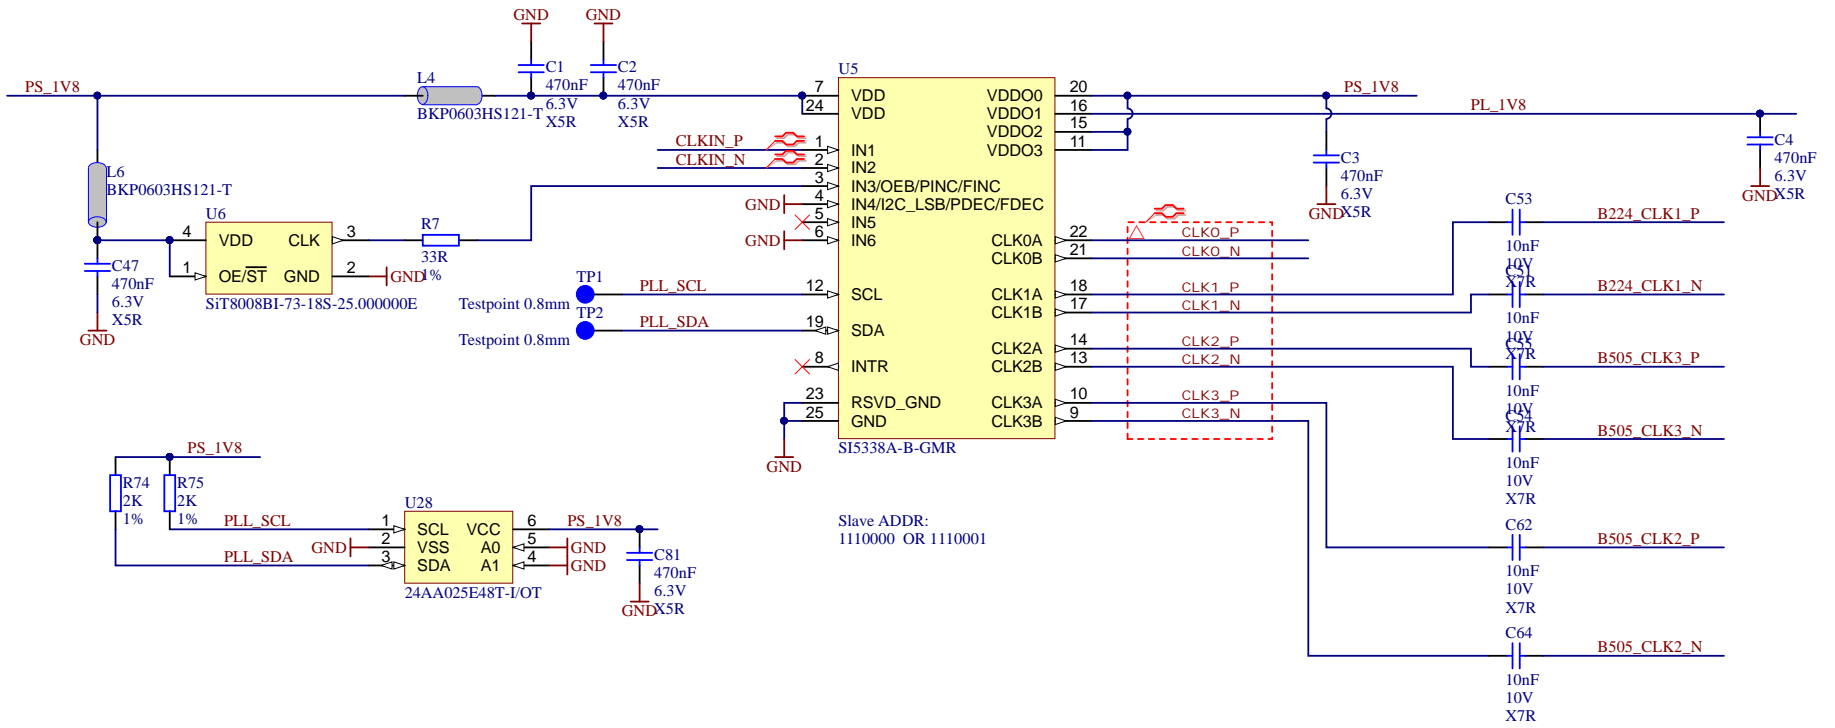 GND
GND
PS_1V8
L4
BKP0603HS121-T
C1
470nF
6.3V
X5R
C2
470nF
6.3V
X5R
L6
BKP0603HS121-T
U6
4 VDD CLK 3
1 OE/ST GND 2
GND
SiT8008BI-73-18S-25.000000E
C47
470nF
6.3V
X5R
GND
R7
33R
1%
CLKIN_P
CLKIN_N
GND
GND
TP1
Testpoint 0.8mm
PLL_SCL
TP2
Testpoint 0.8mm
PLL_SDA
U5
7 VDD
24 VDD
1 IN1
2 IN2
3 IN3/OEB/PINC/FINC
4 IN4/I2C_LSB/PDEC/FDEC
5 IN5
6 IN6
12 SCL
19 SDA
8 INTR
23 RSVD_GND
25 GND
VDDO0 20
VDDO1 16
VDDO2 15
VDDO3 11
CLK0A 22
CLK0B 21
CLK1A 18
CLK1B 17
CLK2A 14
CLK2B 13
CLK3A 10
CLK3B 9
SI5338A-B-GMR
GND
PS_1V8
PL_1V8
C3
470nF
6.3V
X5R
GND
C4
470nF
6.3V
X5R
GND
CLK0_P
CLK0_N
CLK1_P
CLK1_N
CLK2_P
CLK2_N
CLK3_P
CLK3_N
C53
10nF
10V
X7R
B224_CLK1_P
C51
10nF
10V
X7R
B224_CLK1_N
C55
10nF
10V
X7R
B505_CLK3_P
C54
10nF
10V
X7R
B505_CLK3_N
C62
10nF
10V
X7R
B505_CLK2_P
C64
10nF
10V
X7R
B505_CLK2_N
Slave ADDR:
1110000 OR 1110001
PS_1V8
R74
2K
1%
R75
2K
1%
PLL_SCL
GND
PLL_SDA
U28
1 SCL VCC 6
2 VSS A0 5
3 SDA A1 4
24AA025E48T-I/OT
PS_1V8
GND
GND
C81
470nF
6.3V
X5R
GND